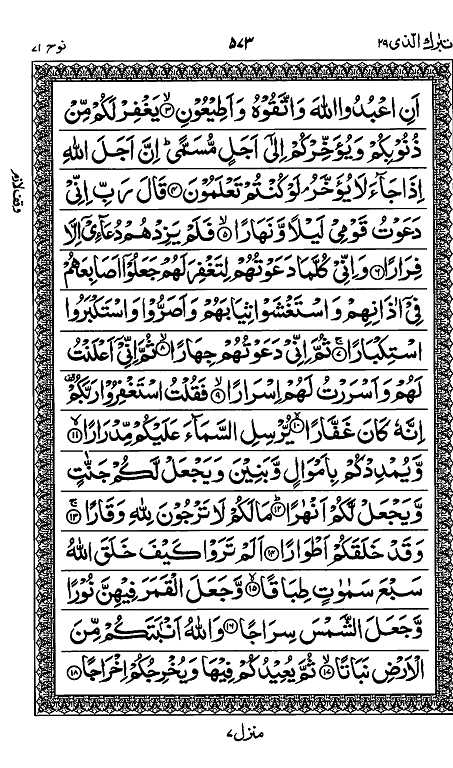 تبٰرك الذی ٢٩ ٥٧٣ نوح ٧١
اَنِ اعْبُدُوا اللّٰهَ وَاتَّقُوْهُ وَاَطِيْعُوْنِ ۙ﴿٣﴾ يَغْفِرْ لَكُمْ مِّنْ
ذُنُوْبِكُمْ وَيُؤَخِّرْكُمْ اِلٰٓى اَجَلٍ مُّسَمًّى ؕ اِنَّ اَجَلَ اللّٰهِ
اِذَا جَآءَ لَا يُؤَخَّرُ ۘ لَوْ كُنْتُمْ تَعْلَمُوْنَ ﴿٤﴾ قَالَ رَبِّ اِنِّیْ
دَعَوْتُ قَوْمِیْ لَيْلًا وَّنَهَارًا ۙ﴿٥﴾ فَلَمْ يَزِدْهُمْ دُعَآءِیْۤ اِلَّا
فِرَارًا ﴿٦﴾ وَاِنِّیْ كُلَّمَا دَعَوْتُهُمْ لِتَغْفِرَ لَهُمْ جَعَلُوْۤا اَصَابِعَهُمْ
فِیْۤ اٰذَانِهِمْ وَاسْتَغْشَوْا ثِيَابَهُمْ وَاَصَرُّوْا وَاسْتَكْبَرُوا
اسْتِكْبَارًا ۚ﴿٧﴾ ثُمَّ اِنِّیْ دَعَوْتُهُمْ جِهَارًا ۙ﴿٨﴾ ثُمَّ اِنِّیْۤ اَعْلَنْتُ
لَهُمْ وَاَسْرَرْتُ لَهُمْ اِسْرَارًا ۙ﴿٩﴾ فَقُلْتُ اسْتَغْفِرُوْا رَبَّكُمْ ؕ
اِنَّهٗ كَانَ غَفَّارًا ۙ﴿١٠﴾ يُّرْسِلِ السَّمَآءَ عَلَيْكُمْ مِّدْرَارًا ۙ﴿١١﴾
وَّيُمْدِدْكُمْ بِاَمْوَالٍ وَّبَنِيْنَ وَيَجْعَلْ لَّكُمْ جَنّٰتٍ
وَّيَجْعَلْ لَّكُمْ اَنْهٰرًا ؕ﴿١٢﴾ مَا لَكُمْ لَا تَرْجُوْنَ لِلّٰهِ وَقَارًا ۚ﴿١٣﴾
وَقَدْ خَلَقَكُمْ اَطْوَارًا ﴿١٤﴾ اَلَمْ تَرَوْا كَيْفَ خَلَقَ اللّٰهُ
سَبْعَ سَمٰوٰتٍ طِبَاقًا ۙ﴿١٥﴾ وَّجَعَلَ الْقَمَرَ فِيْهِنَّ نُوْرًا
وَّجَعَلَ الشَّمْسَ سِرَاجًا ﴿١٦﴾ وَاللّٰهُ اَنْۢبَتَكُمْ مِّنَ
الْاَرْضِ نَبَاتًا ۙ﴿١٧﴾ ثُمَّ يُعِيْدُكُمْ فِيْهَا وَيُخْرِجُكُمْ اِخْرَاجًا ﴿١٨﴾
وقف لازم
منزل ٧